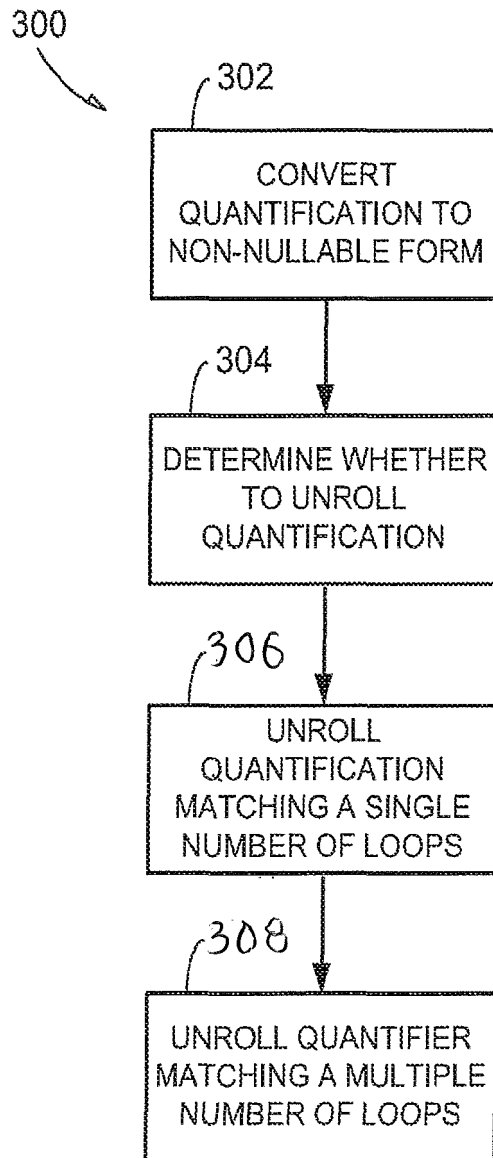 300
302
CONVERT
QUANTIFICATION TO
NON-NULLABLE FORM
304
DETERMINE WHETHER
TO UNROLL
QUANTIFICATION
306
UNROLL
QUANTIFICATION
MATCHING A SINGLE
NUMBER OF LOOPS
308
UNROLL QUANTIFIER
MATCHING A MULTIPLE
NUMBER OF LOOPS